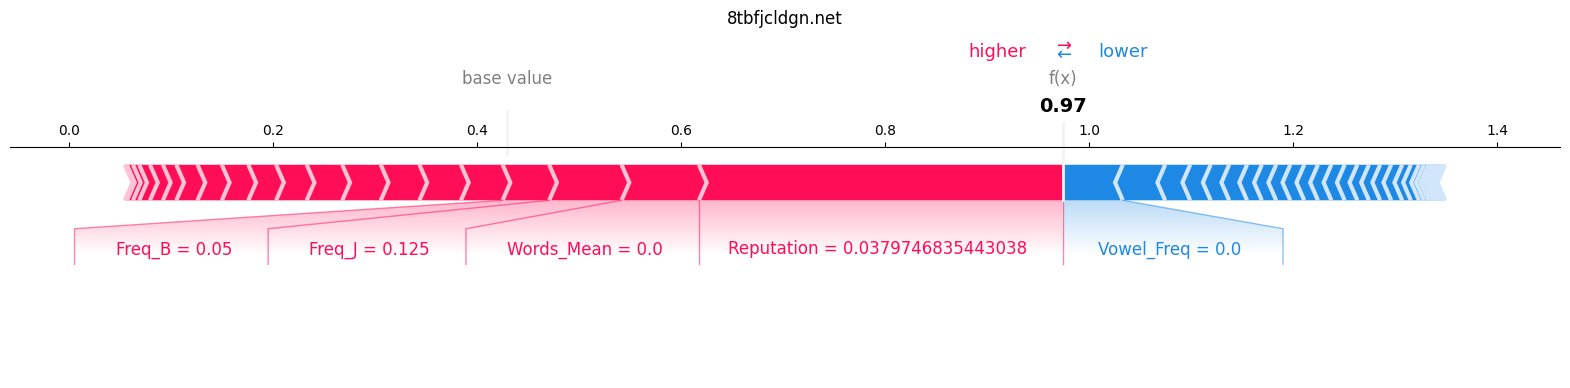 8tbfjcldgn.net
higher ⇄ lower
base value f(x)
0.97
0.0 0.2 0.4 0.6 0.8 1.0 1.2 1.4
Freq_B = 0.05 Freq_J = 0.125 Words_Mean = 0.0 Reputation = 0.0379746835443038 Vowel_Freq = 0.0